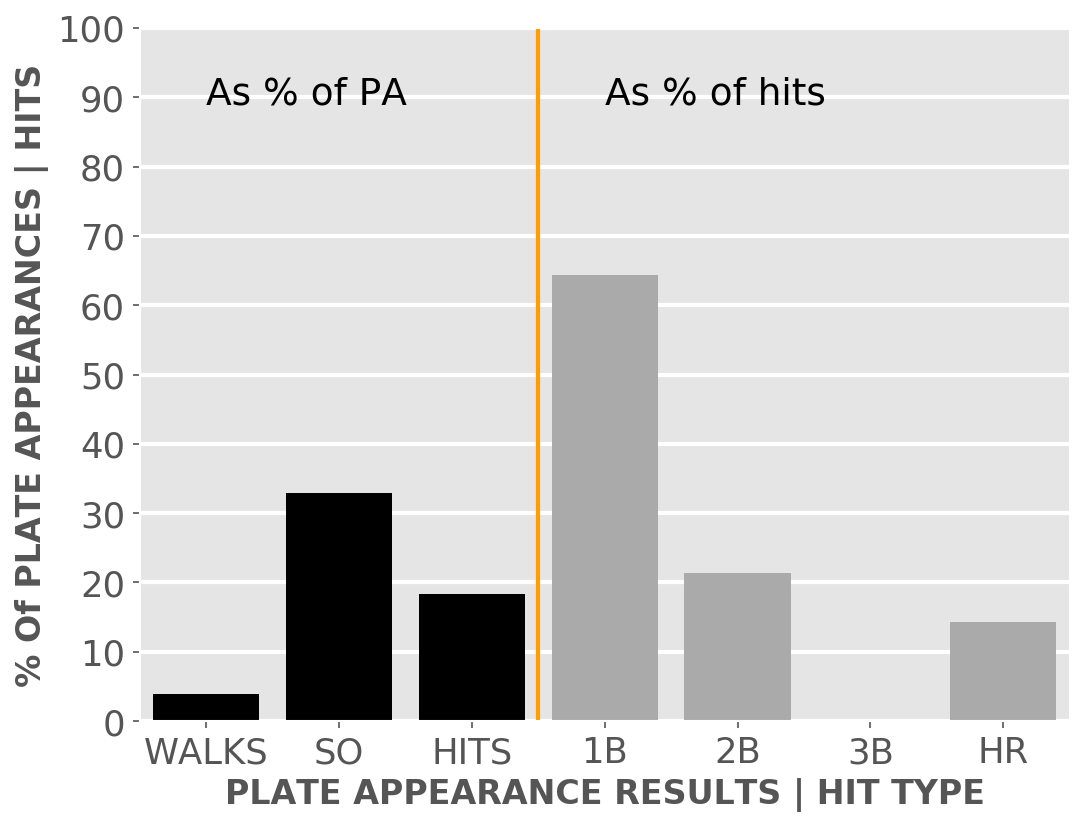 100
90
80
70
60
50
40
30
20
10
0
% Of PLATE APPEARANCES | HITS
As % of PA
As % of hits
WALKS SO HITS 1B 2B 3B HR
PLATE APPEARANCE RESULTS | HIT TYPE